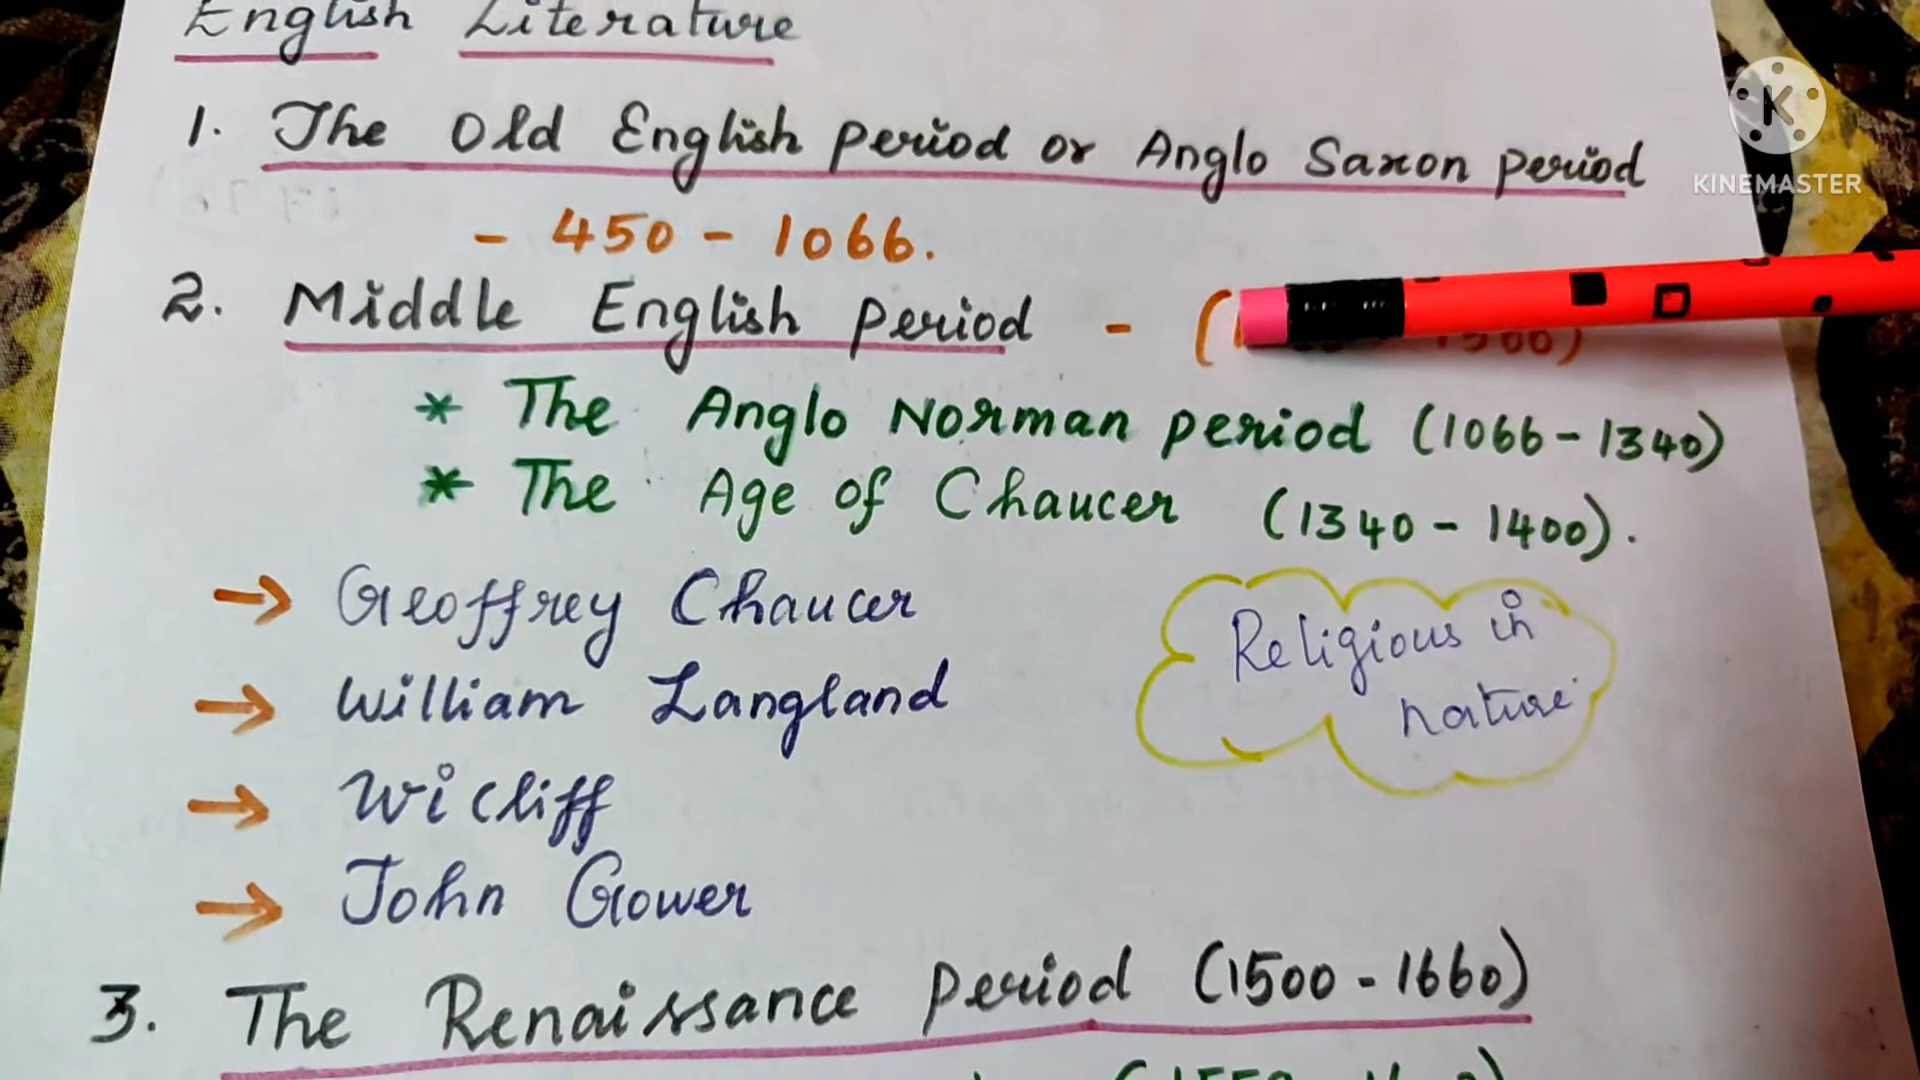 English Literature
1. The Old English period or Anglo Saxon period
- 450 - 1066.
2. Middle English Period - ( 1500)
* The Anglo Norman period (1066 - 1340)
* The Age of Chaucer (1340 - 1400).
→ Geoffrey Chaucer
→ William Langland
→ Wicliff
→ John Gower
Religious in
nature
3. The Renaissance period (1500 - 1660)
K
KINEMASTER